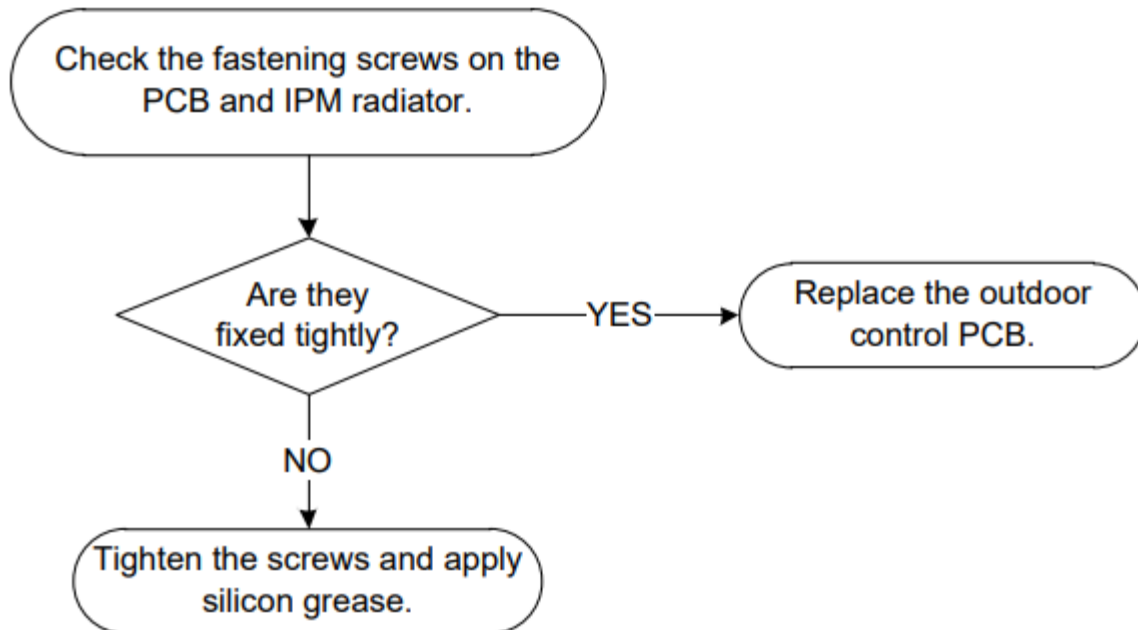 Check the fastening screws on the
PCB and IPM radiator.
Are they
fixed tightly?
YES
Replace the outdoor
control PCB.
NO
Tighten the screws and apply
silicon grease.